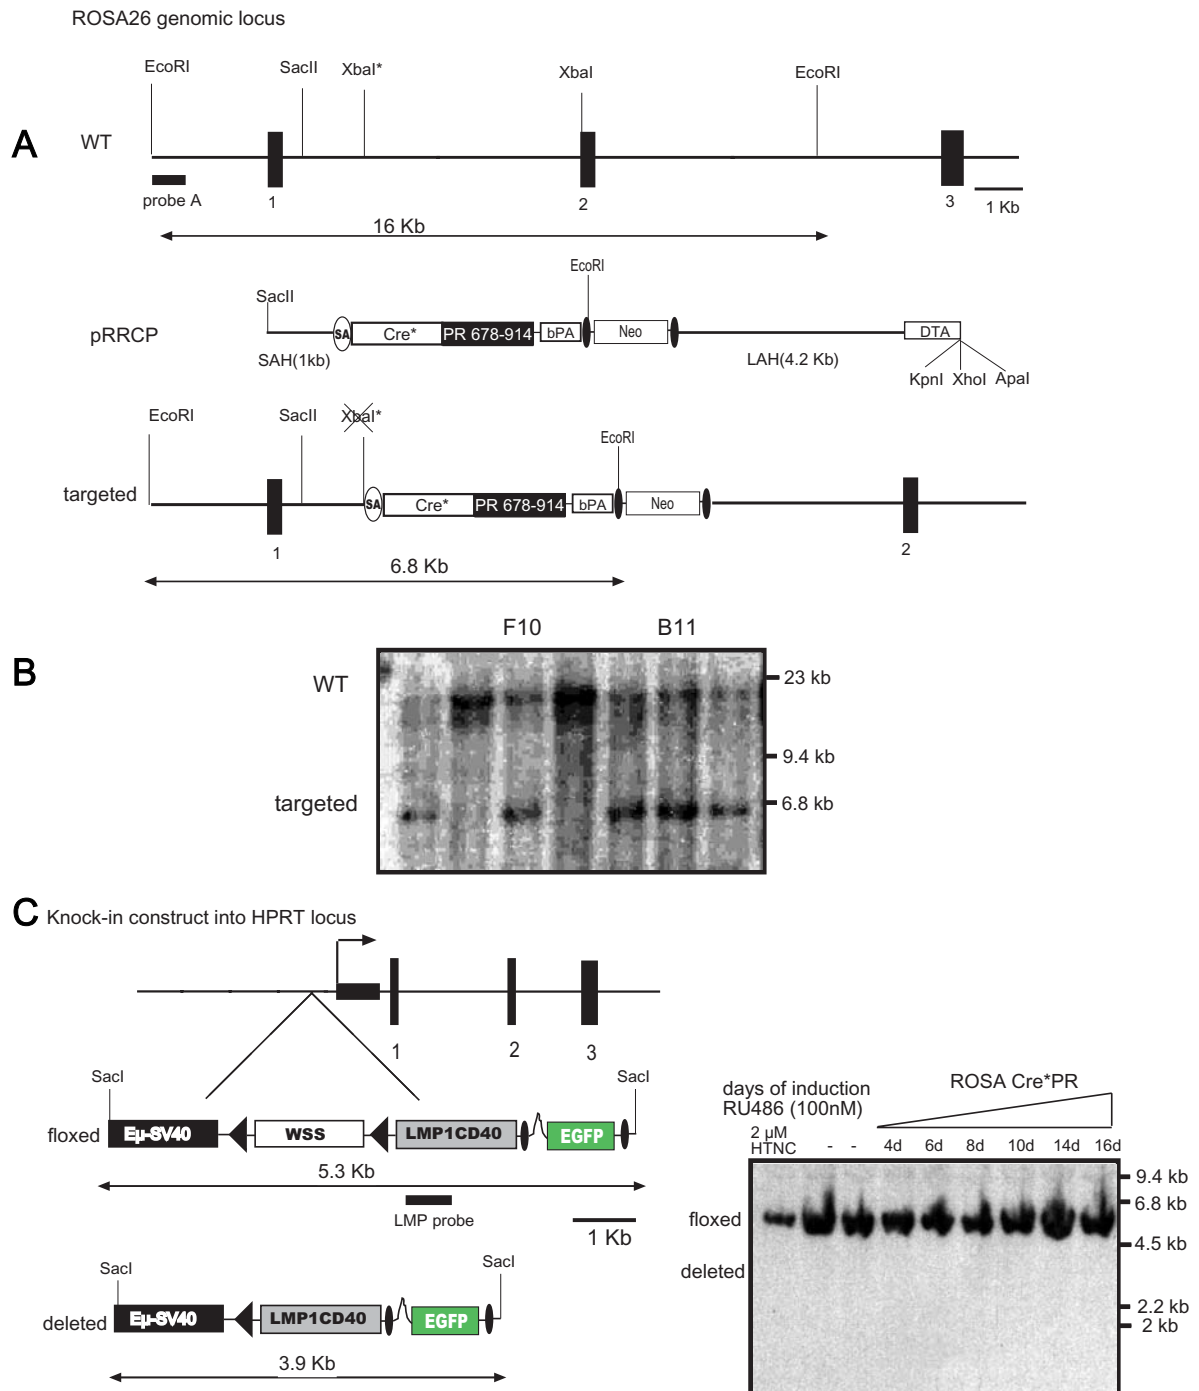 ROSA26 genomic locus
A
EcoRI SacII XbaI* XbaI EcoRI
WT
probe A 1 2 3 1 Kb
16 Kb
EcoRI
SacII
pRRCP SA Cre* PR 678-914 bPA Neo DTA
SAH(1kb) LAH(4.2 Kb)
KpnI XhoI ApaI
EcoRI SacII XbaI*
EcoRI
targeted SA Cre* PR 678-914 bPA Neo
1 2
6.8 Kb
F10 B11
B
WT 23 kb
9.4 kb
targeted 6.8 kb
C Knock-in construct into HPRT locus
1 2 3
SacI SacI
floxed Eμ-SV40 WSS LMP1CD40 EGFP
5.3 Kb
LMP probe
1 Kb
SacI SacI
deleted Eμ-SV40 LMP1CD40 EGFP
3.9 Kb
days of induction ROSA Cre*PR
RU486 (100nM)
2 μM
HTNC - - 4d 6d 8d 10d 14d 16d
9.4 kb
6.8 kb
floxed
4.5 kb
deleted
2.2 kb
2 kb